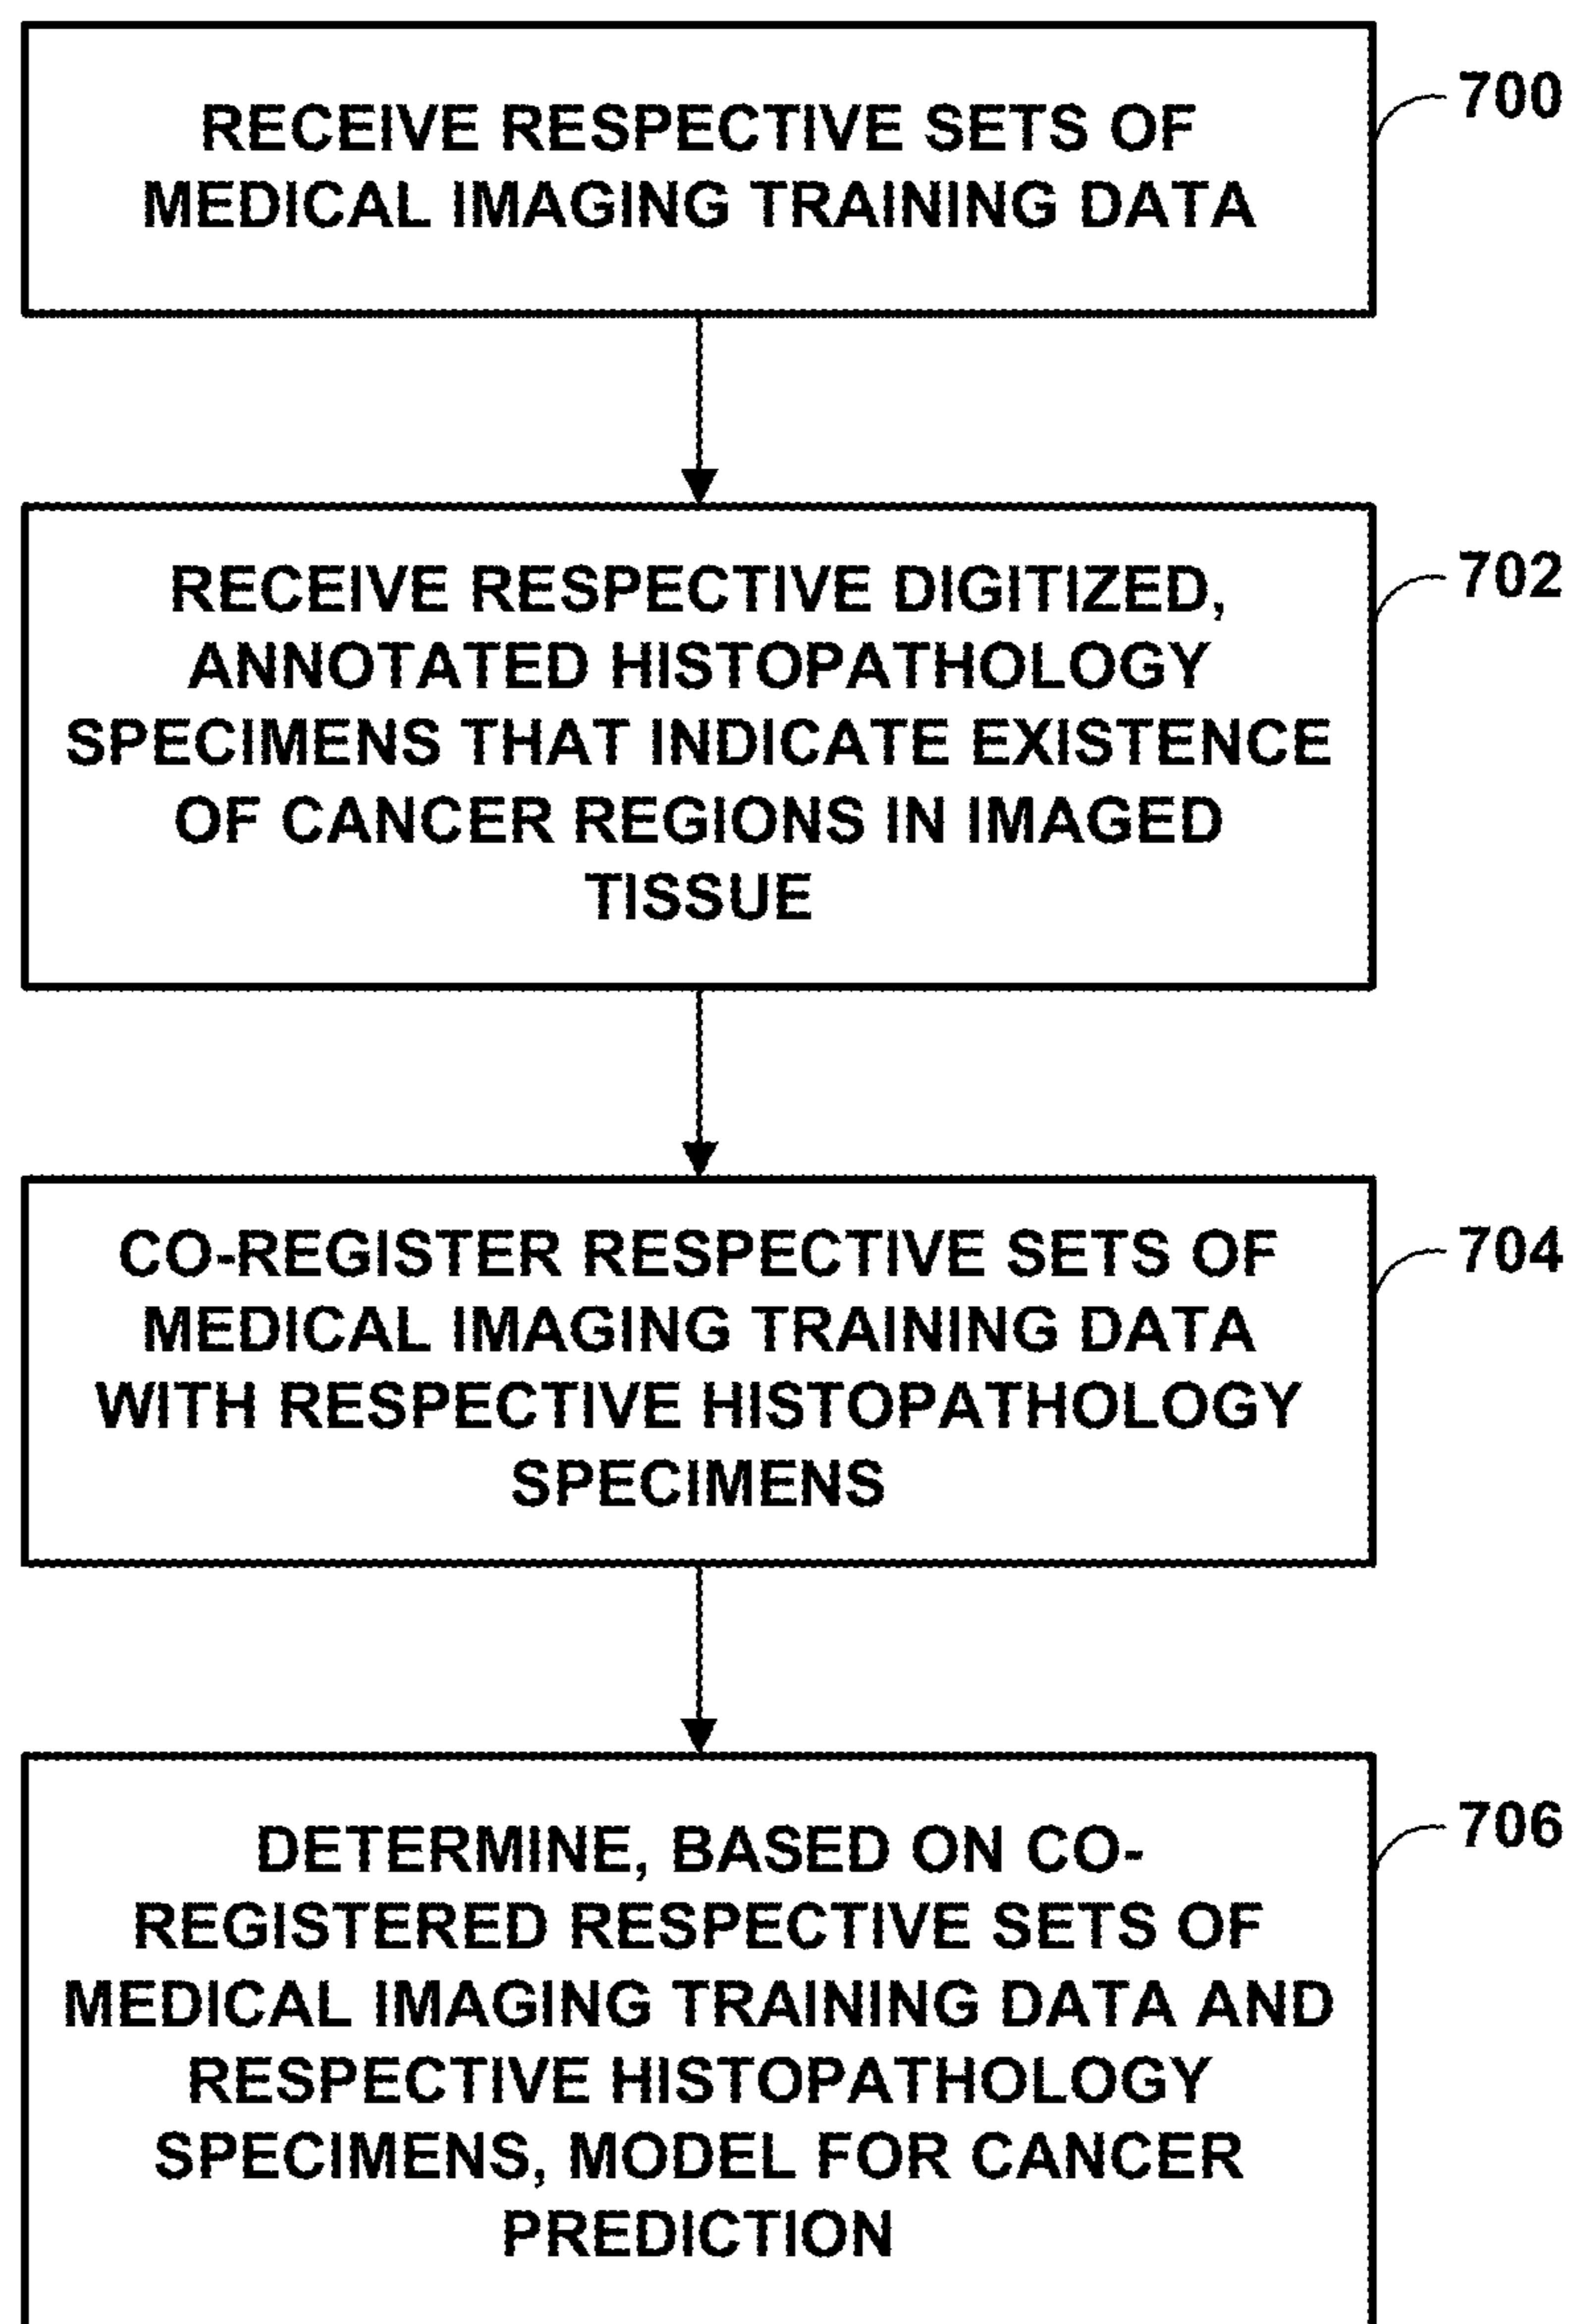 RECEIVE RESPECTIVE SETS OF
MEDICAL IMAGING TRAINING DATA
700
RECEIVE RESPECTIVE DIGITIZED,
ANNOTATED HISTOPATHOLOGY
SPECIMENS THAT INDICATE EXISTENCE
OF CANCER REGIONS IN IMAGED
TISSUE
702
CO-REGISTER RESPECTIVE SETS OF
MEDICAL IMAGING TRAINING DATA
WITH RESPECTIVE HISTOPATHOLOGY
SPECIMENS
704
DETERMINE, BASED ON CO-
REGISTERED RESPECTIVE SETS OF
MEDICAL IMAGING TRAINING DATA AND
RESPECTIVE HISTOPATHOLOGY
SPECIMENS, MODEL FOR CANCER
PREDICTION
706